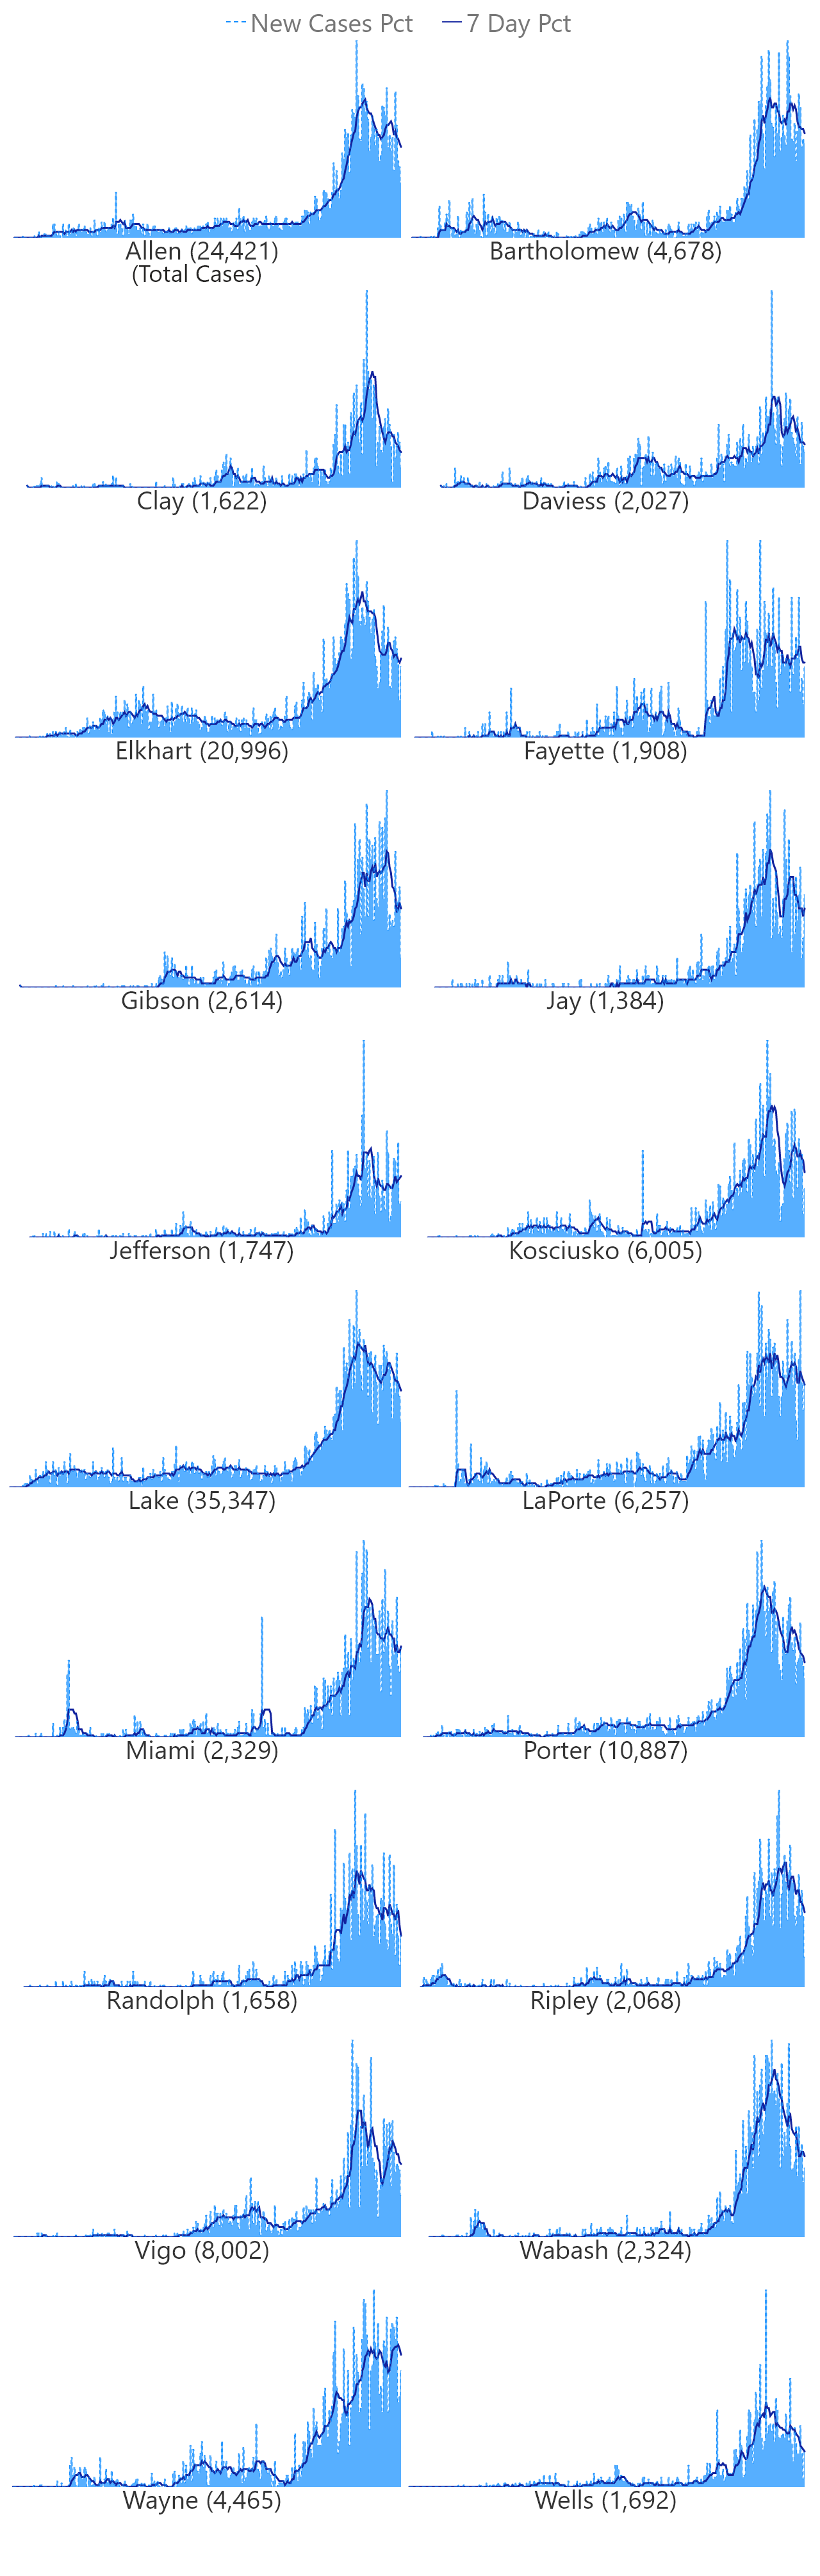 New Cases Pct 7 Day Pct
Allen (24,421) Bartholomew (4,678)
(Total Cases)
Clay (1,622) Daviess (2,027)
Elkhart (20,996) Fayette (1,908)
Gibson (2,614) Jay (1,384)
Jefferson (1,747) Kosciusko (6,005)
Lake (35,347) LaPorte (6,257)
Miami (2,329) Porter (10,887)
Randolph (1,658) Ripley (2,068)
Vigo (8,002) Wabash (2,324)
Wayne (4,465) Wells (1,692)